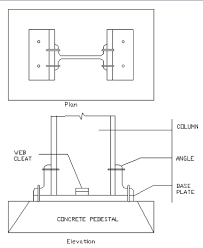 Plan
COLUMN
WEB
CLEAT
ANGLE
BASE
PLATE
CONCRETE PEDESTAL
Elevation